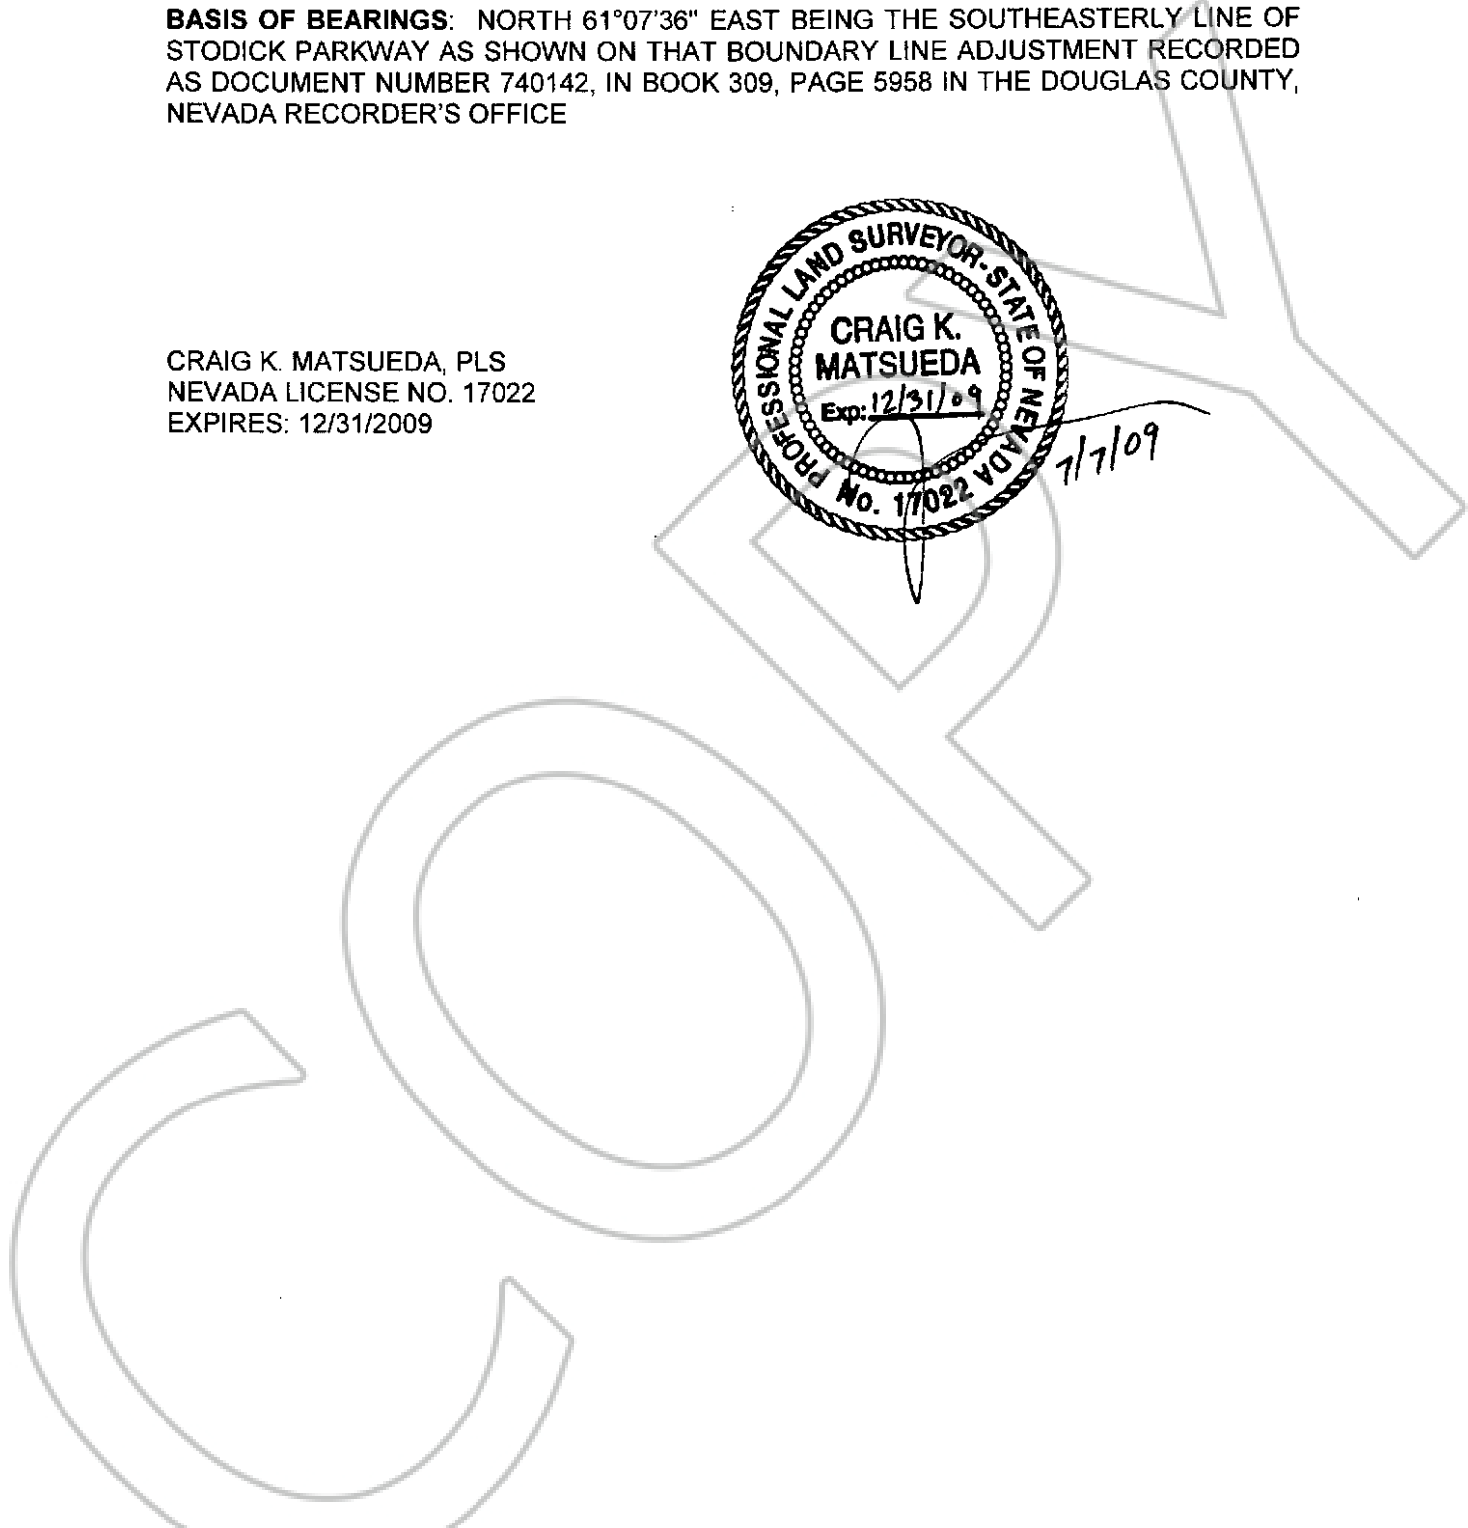 BASIS OF BEARINGS: NORTH 61°07'36" EAST BEING THE SOUTHEASTERLY LINE OF
STODICK PARKWAY AS SHOWN ON THAT BOUNDARY LINE ADJUSTMENT RECORDED
AS DOCUMENT NUMBER 740142, IN BOOK 309, PAGE 5958 IN THE DOUGLAS COUNTY,
NEVADA RECORDER'S OFFICE
PROFESSIONAL LAND SURVEYOR-STATE OF NEVADA
CRAIG K.
MATSUEDA
Exp: 12/31/09
No. 17022
7/7/09
CRAIG K. MATSUEDA, PLS
NEVADA LICENSE NO. 17022
EXPIRES: 12/31/2009
COPY